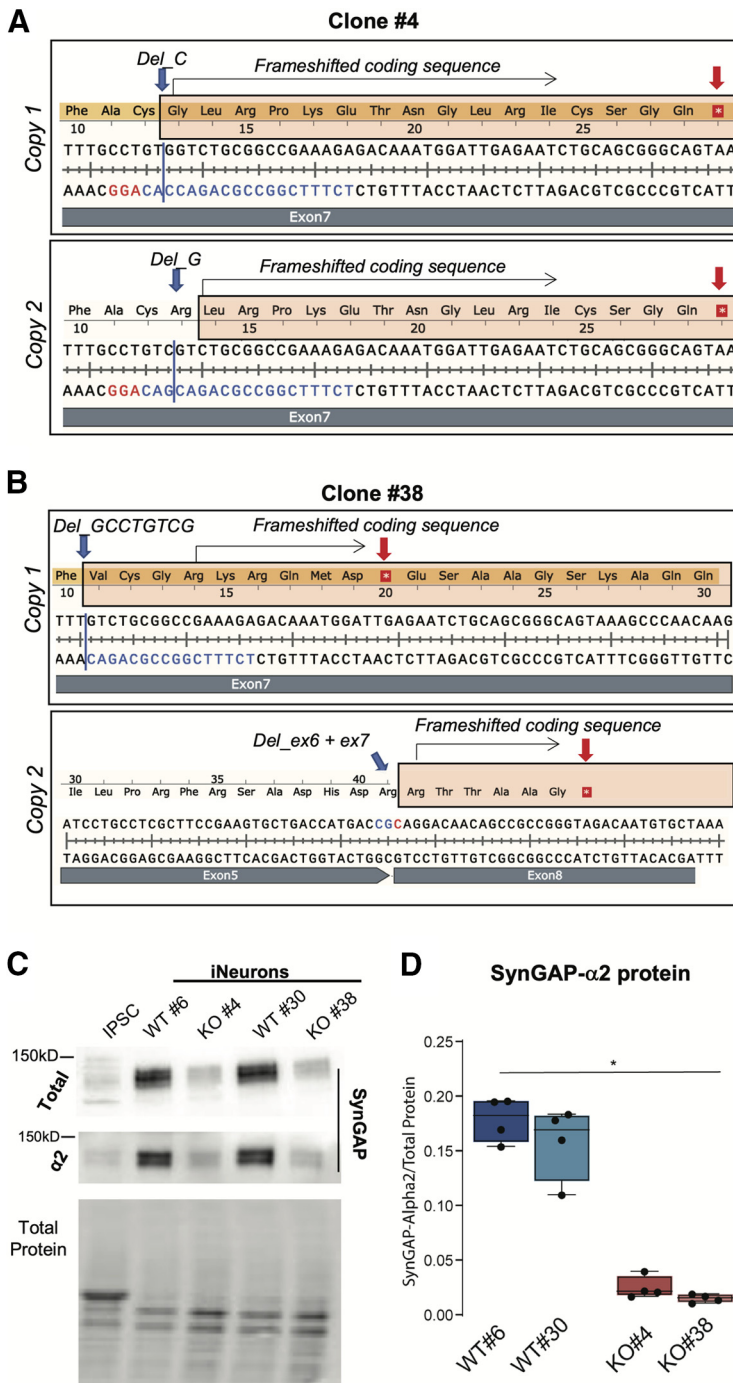 A
Clone #4
Copy 1
Del_C
Frameshifted coding sequence
Phe Ala Cys Gly Leu Arg Pro Lys Glu Thr Asn Gly Leu Arg Ile Cys Ser Gly Gln *
10 15 20 25
TTTGCCTGTGGTCTGCGGCCGAAAGAGACAAATGGATTGAGAATCTGCAGCGGGCAGTAA
AAACGGACACCAGACGCCGGCTTTCTCTGTTTACCTAACTCTTAGACGTCGCCCGTCATT
Exon7
Copy 2
Del_G
Frameshifted coding sequence
Phe Ala Cys Arg Leu Arg Pro Lys Glu Thr Asn Gly Leu Arg Ile Cys Ser Gly Gln *
10 15 20 25
TTTGCCTGTCGTCTGCGGCCGAAAGAGACAAATGGATTGAGAATCTGCAGCGGGCAGTAA
AAACGGACAGCAGACGCCGGCTTTCTCTGTTTACCTAACTCTTAGACGTCGCCCGTCATT
Exon7
B
Clone #38
Copy 1
Del_GCCTGTCG
Frameshifted coding sequence
Phe Val Cys Gly Arg Lys Arg Gln Met Asp * Glu Ser Ala Ala Gly Ser Lys Ala Gln Gln
10 15 20 25 30
TTTGTCTGCGGCCGAAAGAGACAAATGGATTGAGAATCTGCAGCGGGCAGTAAAGCCCAACAAG
AAACAGACGCCGGCTTTCTCTGTTTACCTAACTCTTAGACGTCGCCCGTCATTTCGGGTTGTTC
Exon7
Copy 2
Del_ex6 + ex7
Frameshifted coding sequence
30 35 40
Ile Leu Pro Arg Phe Arg Ser Ala Asp His Asp Arg Arg Thr Thr Ala Ala Gly *
ATCCTGCCTCGCTTCCGAAGTGCTGACCATGACCGCAGGACAACAGCCGCCGGGTAGACAATGTGCTAAA
TAGGACGGAGCGAAGGCTTCACGACTGGTACTGGCGTCCTGTTGTCGGCGGCCCATCTGTTACACGATTT
Exon5 Exon8
C
iNeurons
IPSC WT #6 KO #4 WT #30 KO #38
150kD
Total
150kD
α2
SynGAP
Total
Protein
D
SynGAP-α2 protein
SynGAP-Alpha2/Total Protein
0.25
*
0.20
0.15
0.10
0.05
0.00
WT#6 WT#30 KO#4 KO#38